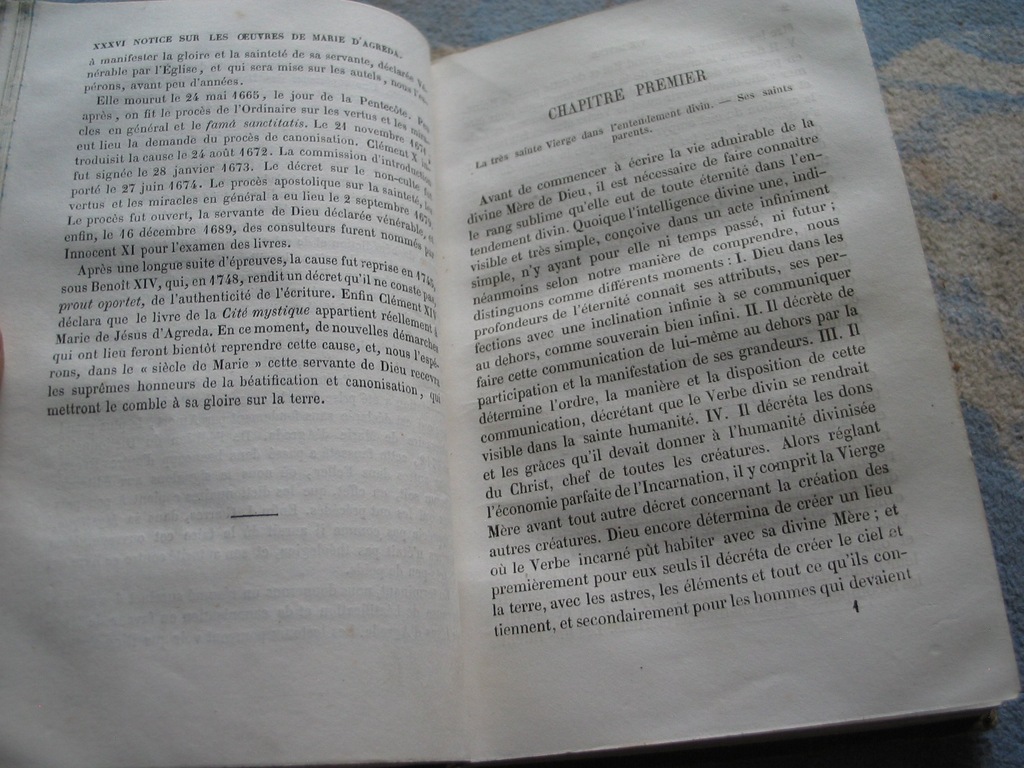 XXXVI NOTICE SUR LES ŒUVRES DE MARIE D'AGREDA.
à manifester la gloire et la sainteté de sa servante, déclarée vé-
nérable par l'Église, et qui sera mise sur les autels, nous l'es-
pérons, avant peu d'années.
Elle mourut le 24 mai 1665, le jour de la Pentecôte. Peu
après, on fit le procès de l'Ordinaire sur les vertus et les mira-
cles en général et le famâ sanctitatis. Le 21 novembre 1671
eut lieu la demande du procès de canonisation. Clément X in-
troduisit la cause le 24 août 1672. La commission d'introduction
fut signée le 28 janvier 1673. Le décret sur le non-culte fut
porté le 27 juin 1674. Le procès apostolique sur la sainteté, les
vertus et les miracles en général a eu lieu le 2 septembre
Le procès fut ouvert, la servante de Dieu déclarée vénérable, et
enfin, le 16 décembre 1689, des consulteurs furent nommés par
Innocent XI pour l'examen des livres.
Après une longue suite d'épreuves, la cause fut reprise en
sous Benoît XIV, qui, en 1748, rendit un décret qu'il ne conste pas,
prout oportet, de l'authenticité de l'écriture. Enfin Clément XIV
déclara que le livre de la Cité mystique appartient réellement à
Marie de Jésus d'Agreda. En ce moment, de nouvelles démarches
qui ont lieu feront bientôt reprendre cette cause, et, nous l'espé-
rons, dans le « siècle de Marie » cette servante de Dieu recevra
les suprêmes honneurs de la béatification et canonisation, qui
mettront le comble à sa gloire sur la terre.
CHAPITRE PREMIER
La très sainte Vierge dans l'entendement divin. — Ses saints
parents.
Avant de commencer à écrire la vie admirable de la
divine Mère de Dieu, il est nécessaire de faire connaître
le rang sublime qu'elle eut de toute éternité dans l'en-
tendement divin. Quoique l'intelligence divine une, indi-
visible et très simple, conçoive dans un acte infiniment
simple, n'y ayant pour elle ni temps passé, ni futur ;
néanmoins selon notre manière de comprendre, nous
distinguons comme différents moments : I. Dieu dans les
profondeurs de l'éternité connaît ses attributs, ses per-
fections avec une inclination infinie à se communiquer
au dehors, comme souverain bien infini. II. Il décrète de
faire cette communication de lui-même au dehors par la
participation et la manifestation de ses grandeurs. III. Il
détermine l'ordre, la manière et la disposition de cette
communication, décrétant que le Verbe divin se rendrait
visible dans la sainte humanité. IV. Il décréta les dons
et les grâces qu'il devait donner à l'humanité divinisée
du Christ, chef de toutes les créatures. Alors réglant
l'économie parfaite de l'Incarnation, il y comprit la Vierge
Mère avant tout autre décret concernant la création des
autres créatures. Dieu encore détermina de créer un lieu
où le Verbe incarné pût habiter avec sa divine Mère ; et
premièrement pour eux seuls il décréta de créer le ciel et
la terre, avec les astres, les éléments et tout ce qu'ils con-
tiennent, et secondairement pour les hommes qui devaient
1